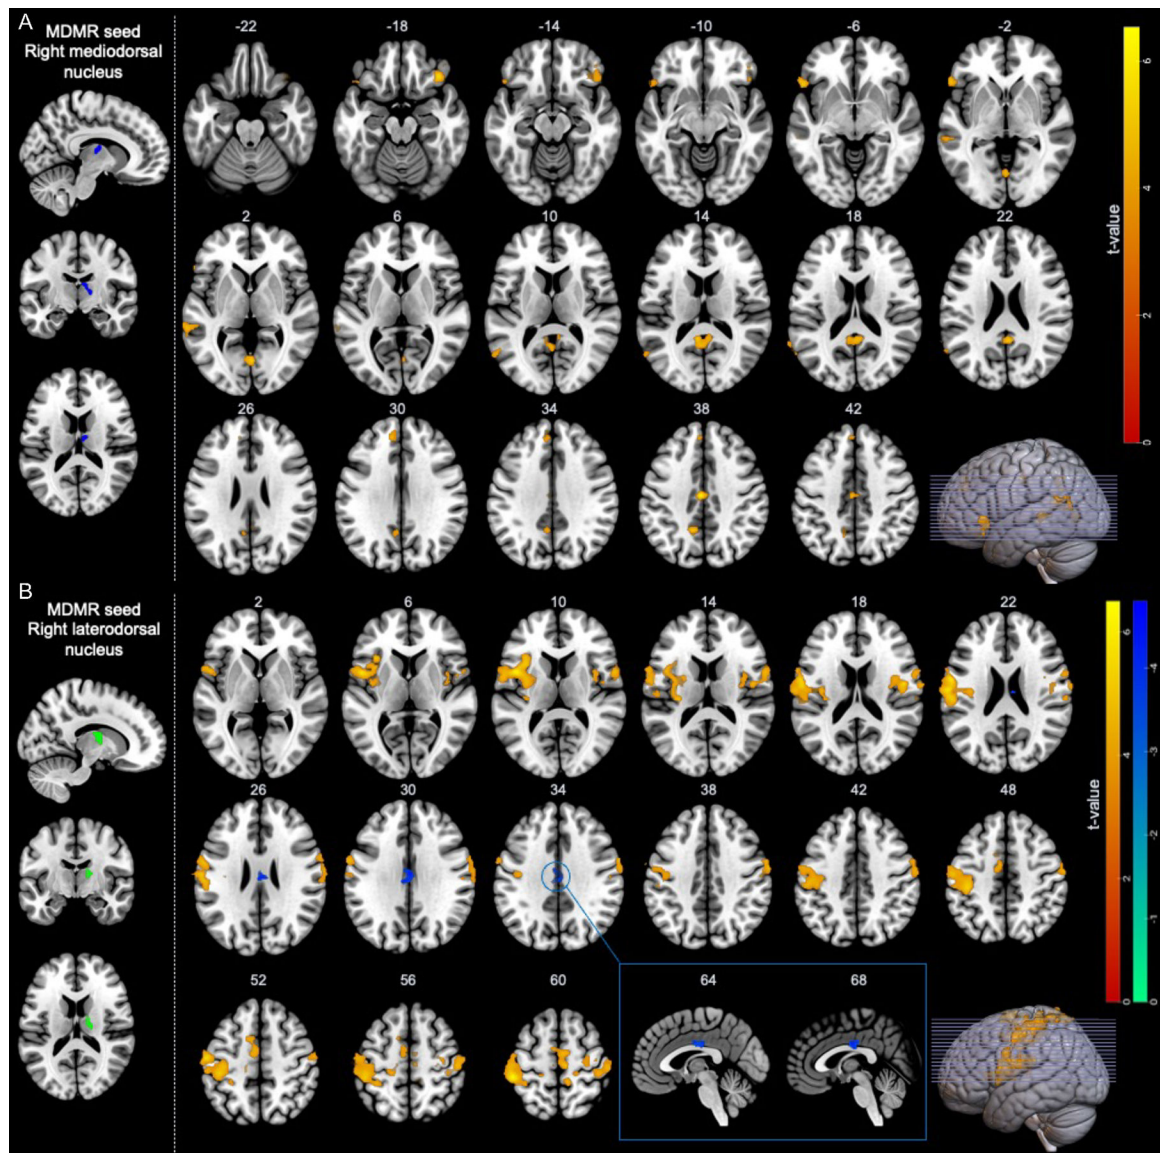 A
MDMR seed
Right mediodorsal
nucleus
-22 -18 -14 -10 -6 -2
2 6 10 14 18 22
26 30 34 38 42
6
4
2
0
t-value
B
MDMR seed
Right laterodorsal
nucleus
2 6 10 14 18 22
26 30 34 38 42 48
52 56 60 64 68
6
4
2
0
-4
-3
-2
-1
0
t-value